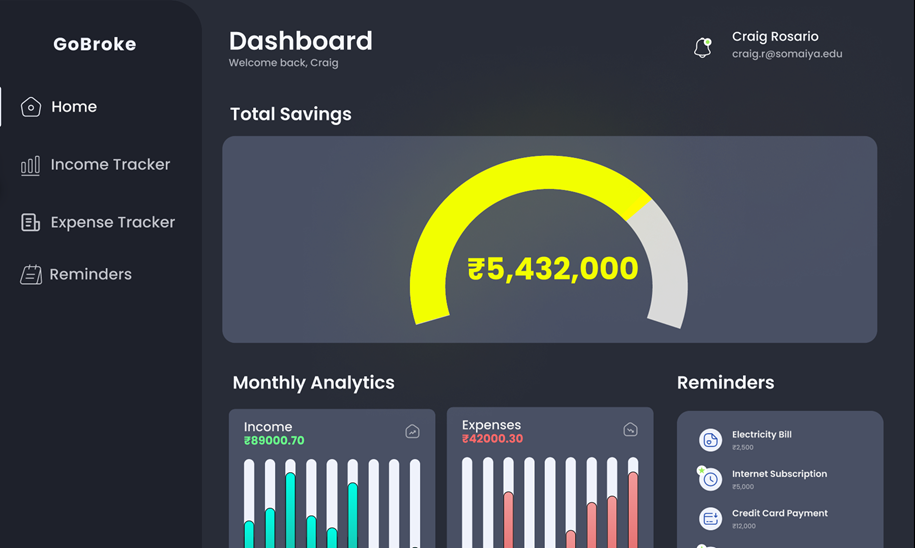 GoBroke
Home
Income Tracker
Expense Tracker
Reminders
Dashboard
Welcome back, Craig
Craig Rosario
craig.r@somaiya.edu
Total Savings
₹5,432,000
Monthly Analytics
Income
₹89000.70
Expenses
₹42000.30
Reminders
Electricity Bill
₹2,500
Internet Subscription
₹5,000
Credit Card Payment
₹12,000